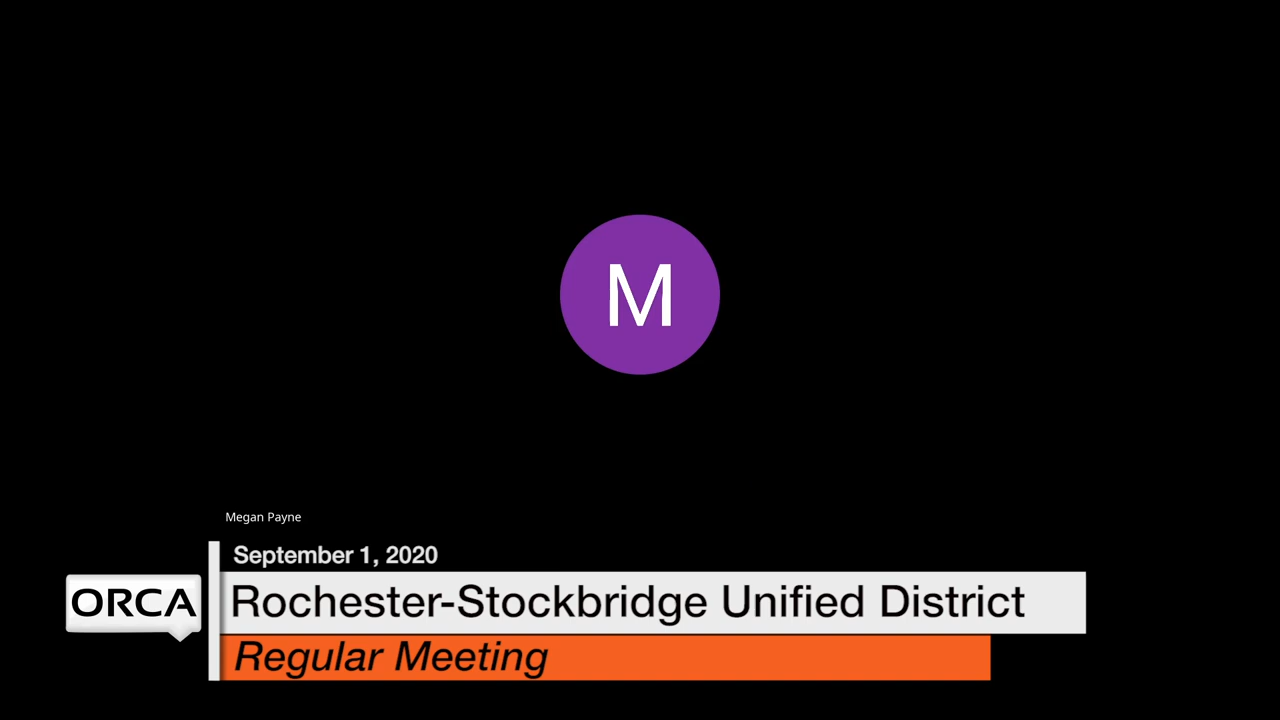 M
Megan Payne
September 1, 2020
ORCA
Rochester-Stockbridge Unified District
Regular Meeting